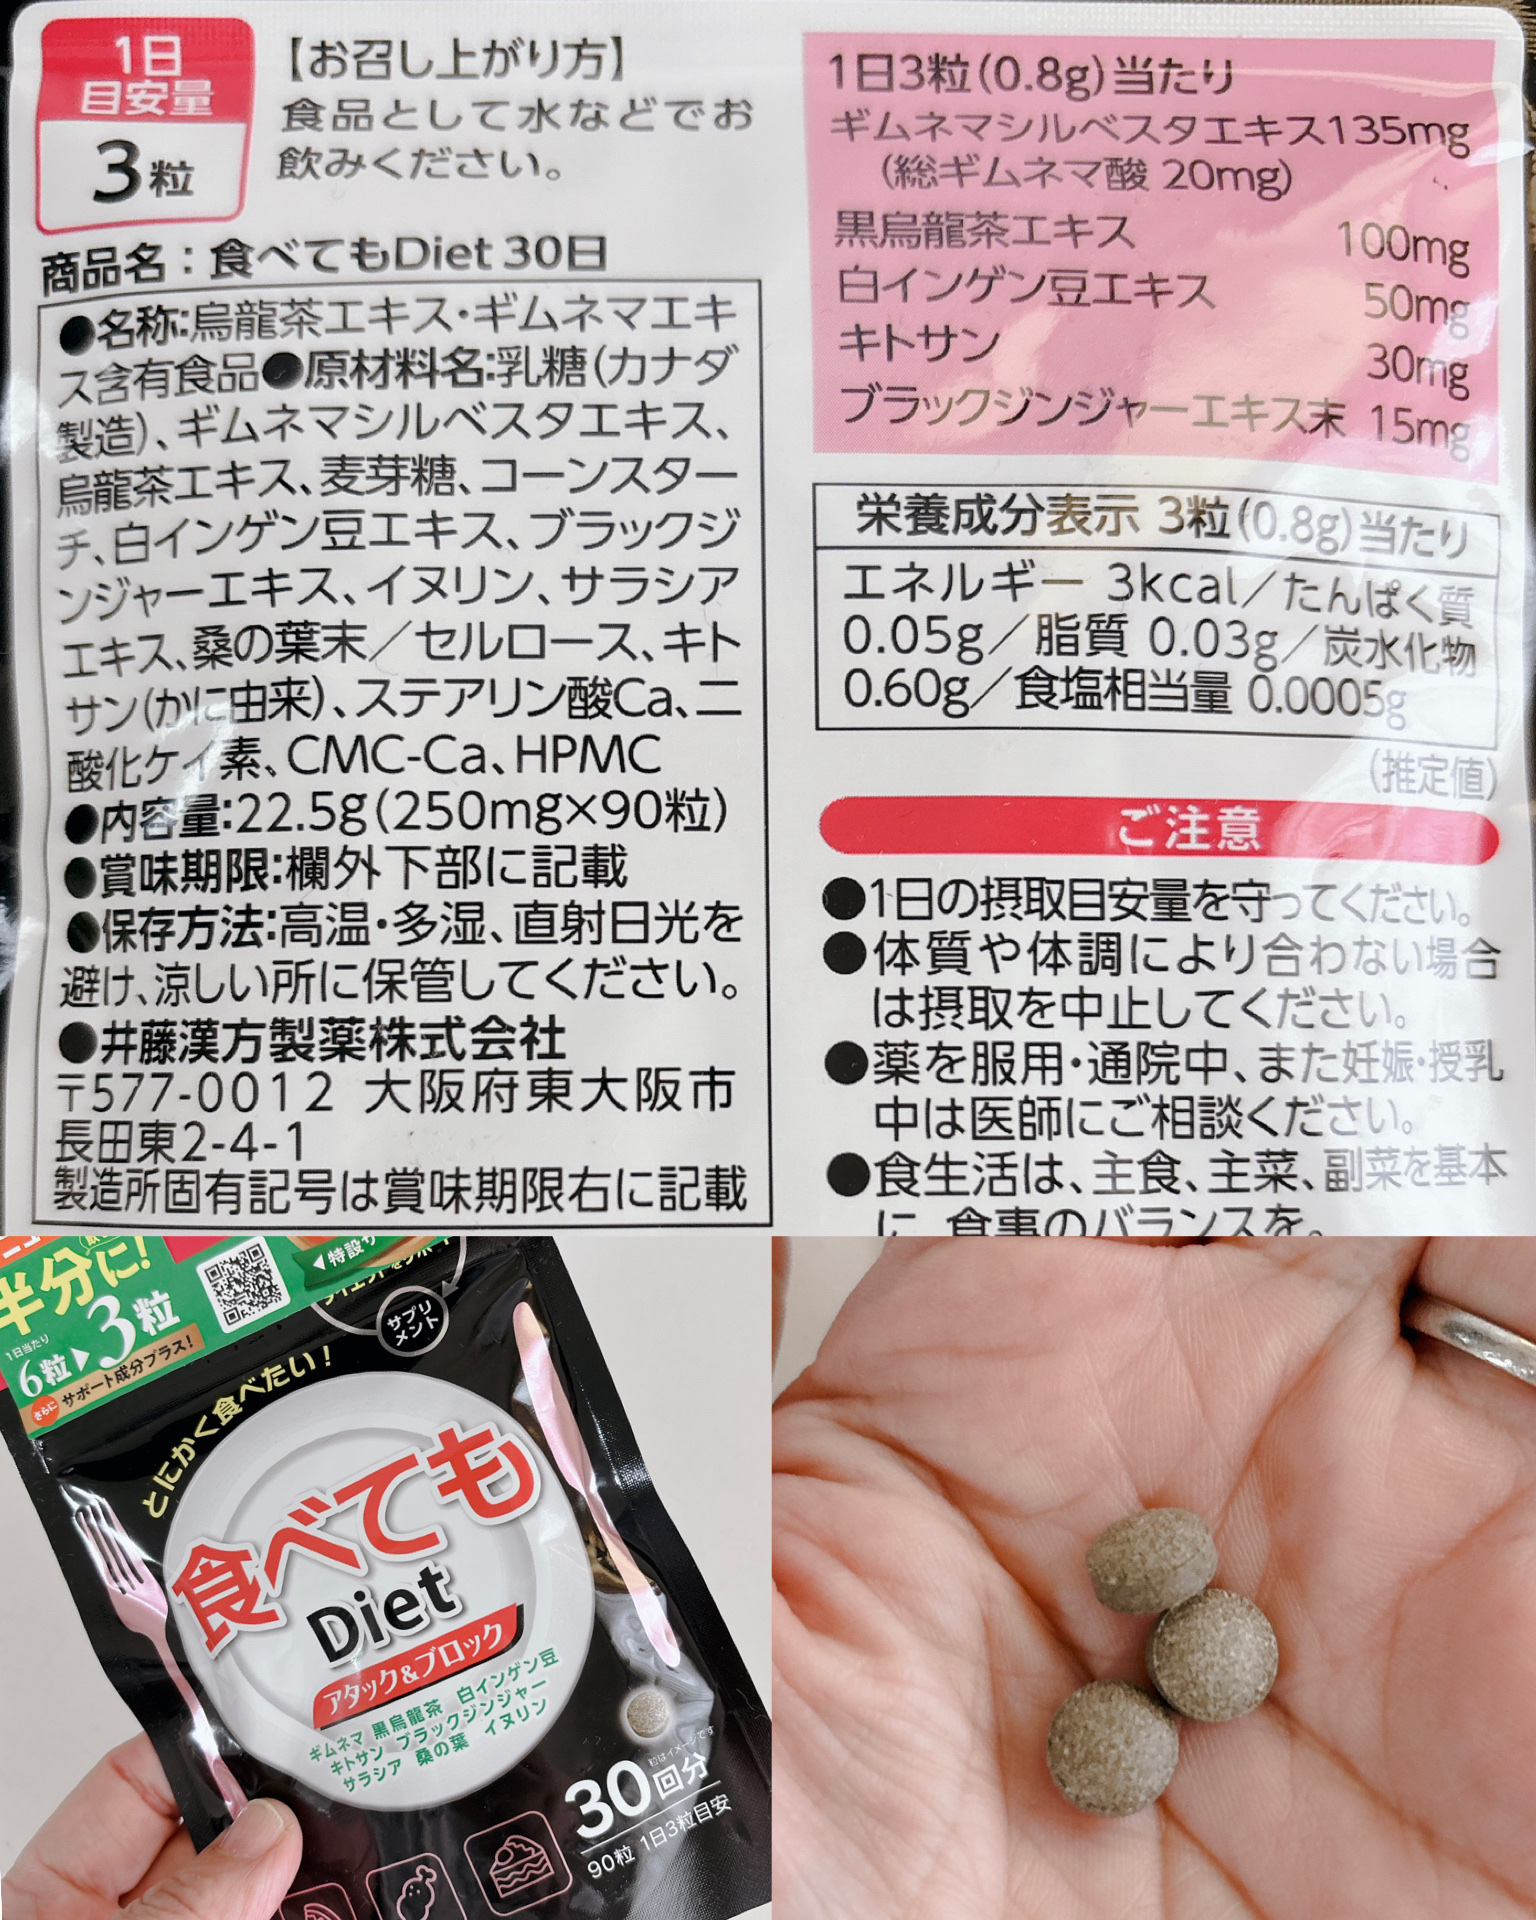 1日
目安量
3粒
【お召し上がり方】
食品として水などでお
飲みください。
商品名：食べてもDiet 30日
●名称:烏龍茶エキス・ギムネマエキ
ス含有食品●原材料名:乳糖(カナダ
製造)、ギムネマシルベスタエキス、
烏龍茶エキス、麦芽糖、コーンスター
チ、白インゲン豆エキス、ブラックジ
ンジャーエキス、イヌリン、サラシア
エキス、桑の葉末／セルロース、キト
サン(かに由来)、ステアリン酸Ca、二
酸化ケイ素、CMC-Ca、HPMC
●内容量:22.5g(250mg×90粒)
●賞味期限:欄外下部に記載
●保存方法:高温・多湿、直射日光を
避け、涼しい所に保管してください。
●井藤漢方製薬株式会社
〒577-0012 大阪府東大阪市
長田東2-4-1
製造所固有記号は賞味期限右に記載
1日3粒(0.8g)当たり
ギムネマシルベスタエキス135mg
(総ギムネマ酸 20mg)
黒烏龍茶エキス 100mg
白インゲン豆エキス 50mg
キトサン 30mg
ブラックジンジャーエキス末 15mg
栄養成分表示 3粒(0.8g)当たり
エネルギー 3kcal／たんぱく質
0.05g／脂質 0.03g／炭水化物
0.60g／食塩相当量 0.0005g
(推定値)
ご注意
●1日の摂取目安量を守ってください。
●体質や体調により合わない場合
は摂取を中止してください。
●薬を服用・通院中、また妊娠・授乳
中は医師にご相談ください。
●食生活は、主食、主菜、副菜を基本
に、食事のバランスを。
半分に!
1日当たり
6粒▶3粒
さらに サポート成分プラス!
◀特設サ
サプリ
メント
とにかく食べたい!
食べても
Diet
アタック&ブロック
ギムネマ 黒烏龍茶 白インゲン豆
キトサン ブラックジンジャー
サラシア 桑の葉 イヌリン
粒はイメージです
30回分
90粒 1日3粒目安